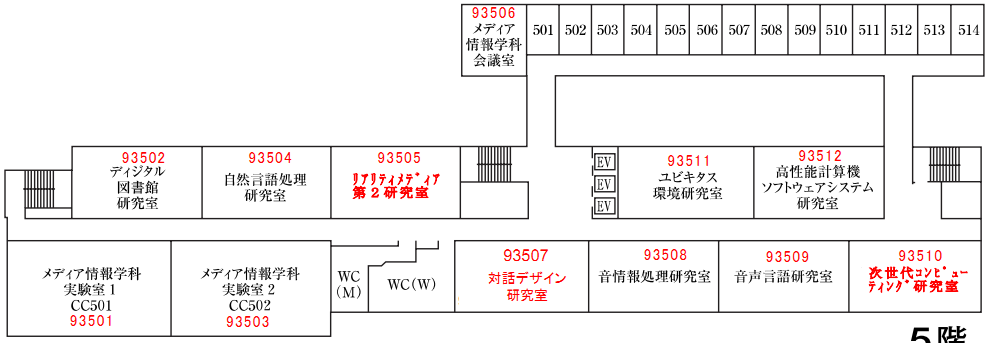 93506
メディア
情報学科
会議室
501 502 503 504 505 506 507 508 509 510 511 512 513 514
93502
ディジタル
図書館
研究室
93504
自然言語処理
研究室
93505
リアリティメディア
第2研究室
EV
EV
EV
93511
ユビキタス
環境研究室
93512
高性能計算機
ソフトウェアシステム
研究室
メディア情報学科
実験室1
CC501
93501
メディア情報学科
実験室2
CC502
93503
WC
(M)
WC(W)
93507
対話デザイン
研究室
93508
音情報処理研究室
93509
音声言語研究室
93510
次世代コンピュー
ティング研究室
5階